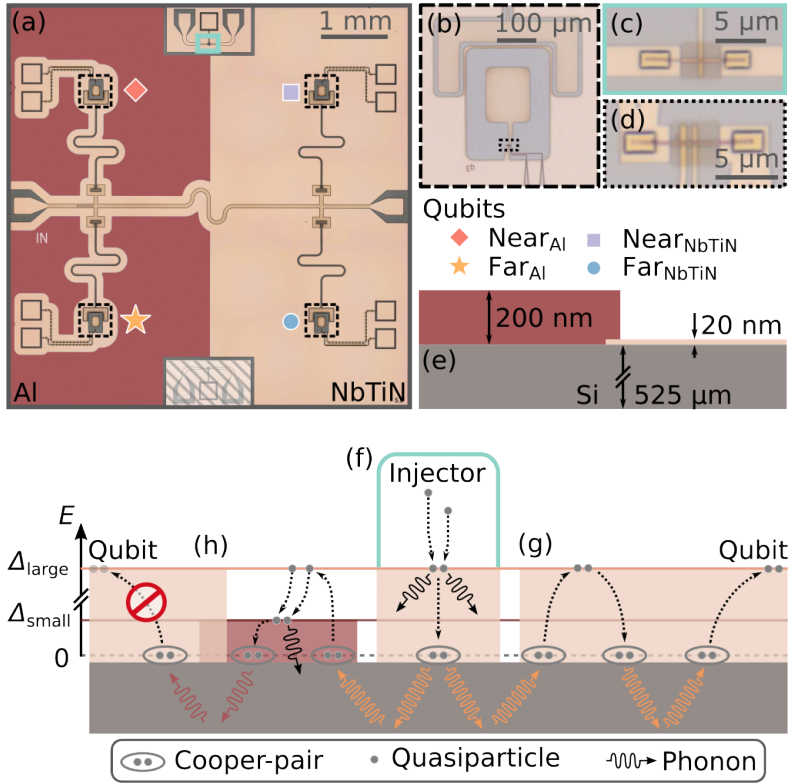 (a)
1 mm
IN
Al
NbTiN
(b)
100 μm
(c)
5 μm
(d)
5 μm
Qubits
Near_Al
Near_NbTiN
Far_Al
Far_NbTiN
200 nm
20 nm
(e)
Si
525 μm
(f)
Injector
E
Qubit
(h)
(g)
Qubit
Δ_large
Δ_small
0
Cooper-pair
Quasiparticle
Phonon